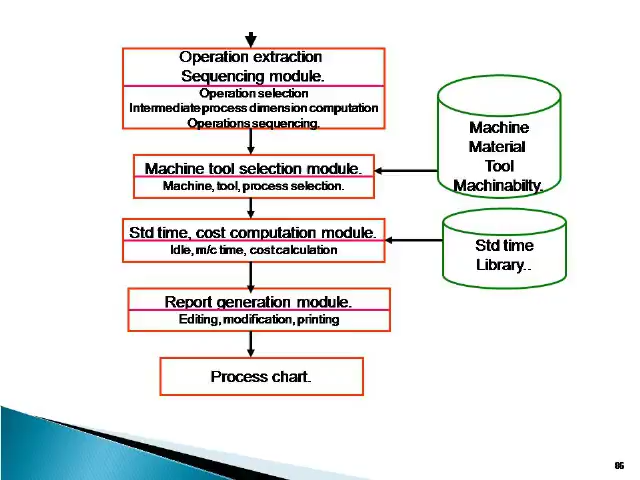 Operation extraction
Sequencing module.
Operation selection
Intermediate process dimension computation
Operations sequencing.
Machine
Material
Tool
Machinabilty.
Machine tool selection module.
Machine, tool, process selection.
Std time, cost computation module.
Idle, m/c time, cost calculation
Std time
Library..
Report generation module.
Editing, modification, printing
Process chart.